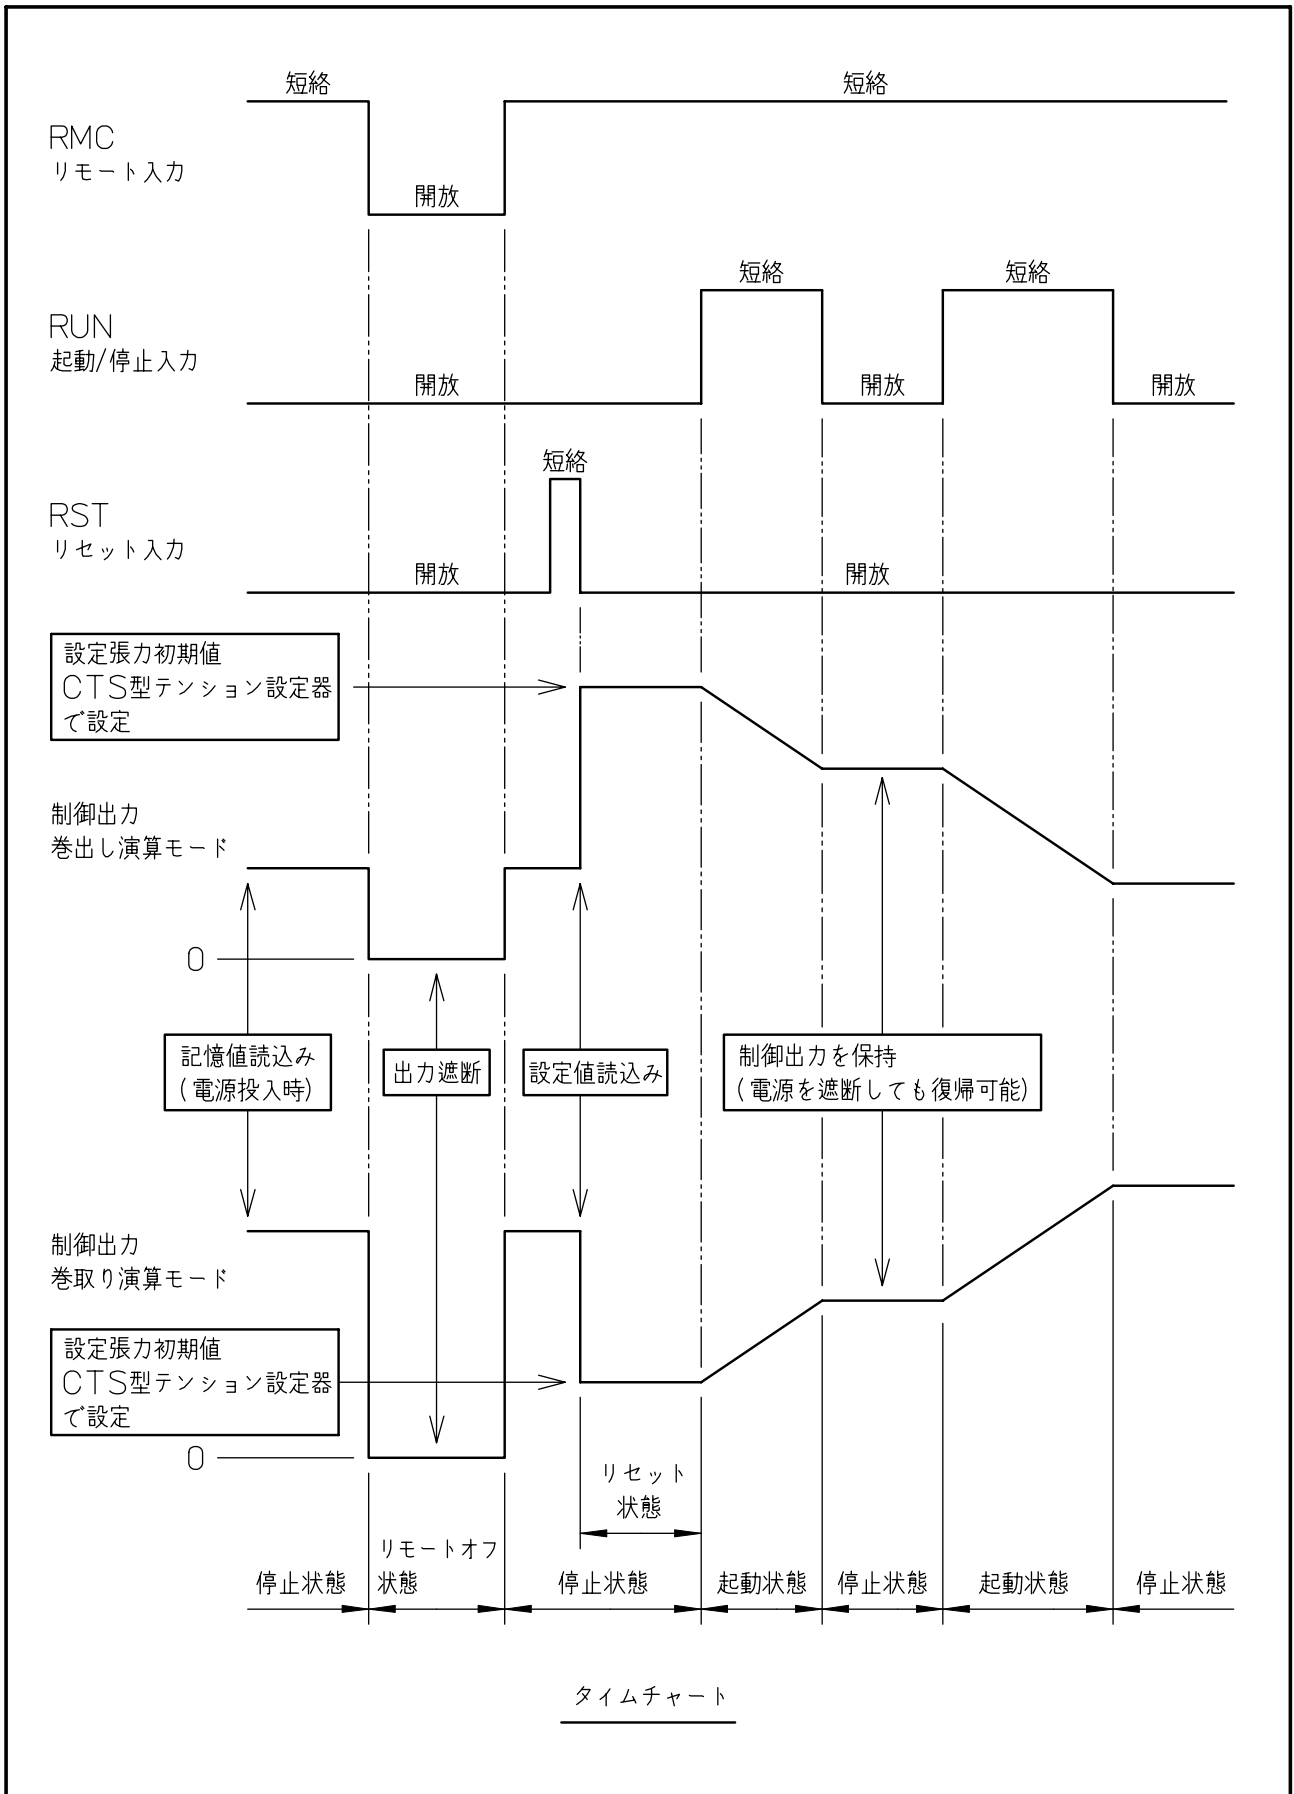 短絡
短絡
RMC
リモート入力
開放
短絡
短絡
RUN
起動/停止入力
開放
開放
開放
短絡
RST
リセット入力
開放
開放
設定張力初期値
CTS型テンション設定器
で設定
制御出力
巻出し演算モード
0
記憶値読込み
(電源投入時)
出力遮断
設定値読込み
制御出力を保持
(電源を遮断しても復帰可能)
制御出力
巻取り演算モード
設定張力初期値
CTS型テンション設定器
で設定
0
リセット
状態
停止状態
リモートオフ
状態
停止状態
起動状態
停止状態
起動状態
停止状態
タイムチャート